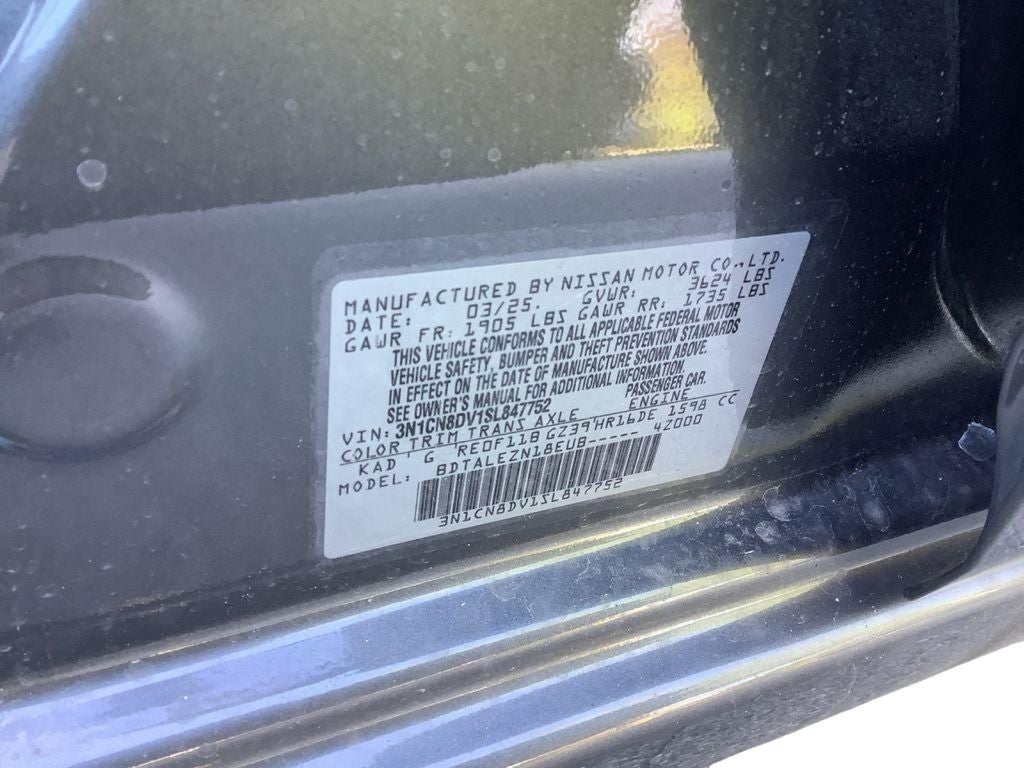 MANUFACTURED BY NISSAN MOTOR CO.,LTD.
DATE: 03/25. GVWR: 3624 LBS
GAWR FR: 1905 LBS GAWR RR: 1735 LBS
THIS VEHICLE CONFORMS TO ALL APPLICABLE FEDERAL MOTOR
VEHICLE SAFETY, BUMPER AND THEFT PREVENTION STANDARDS
IN EFFECT ON THE DATE OF MANUFACTURE SHOWN ABOVE.
SEE OWNER'S MANUAL FOR ADDITIONAL INFORMATION.
VIN: 3N1CN8DV1SL847752 PASSENGER CAR.
COLOR TRIM TRANS AXLE ENGINE
KAD G RE0F11B GZ39 HR16DE 1598 CC
MODEL: BDTALEZN18EUB----- 4Z000
3N1CN8DV1SL847752